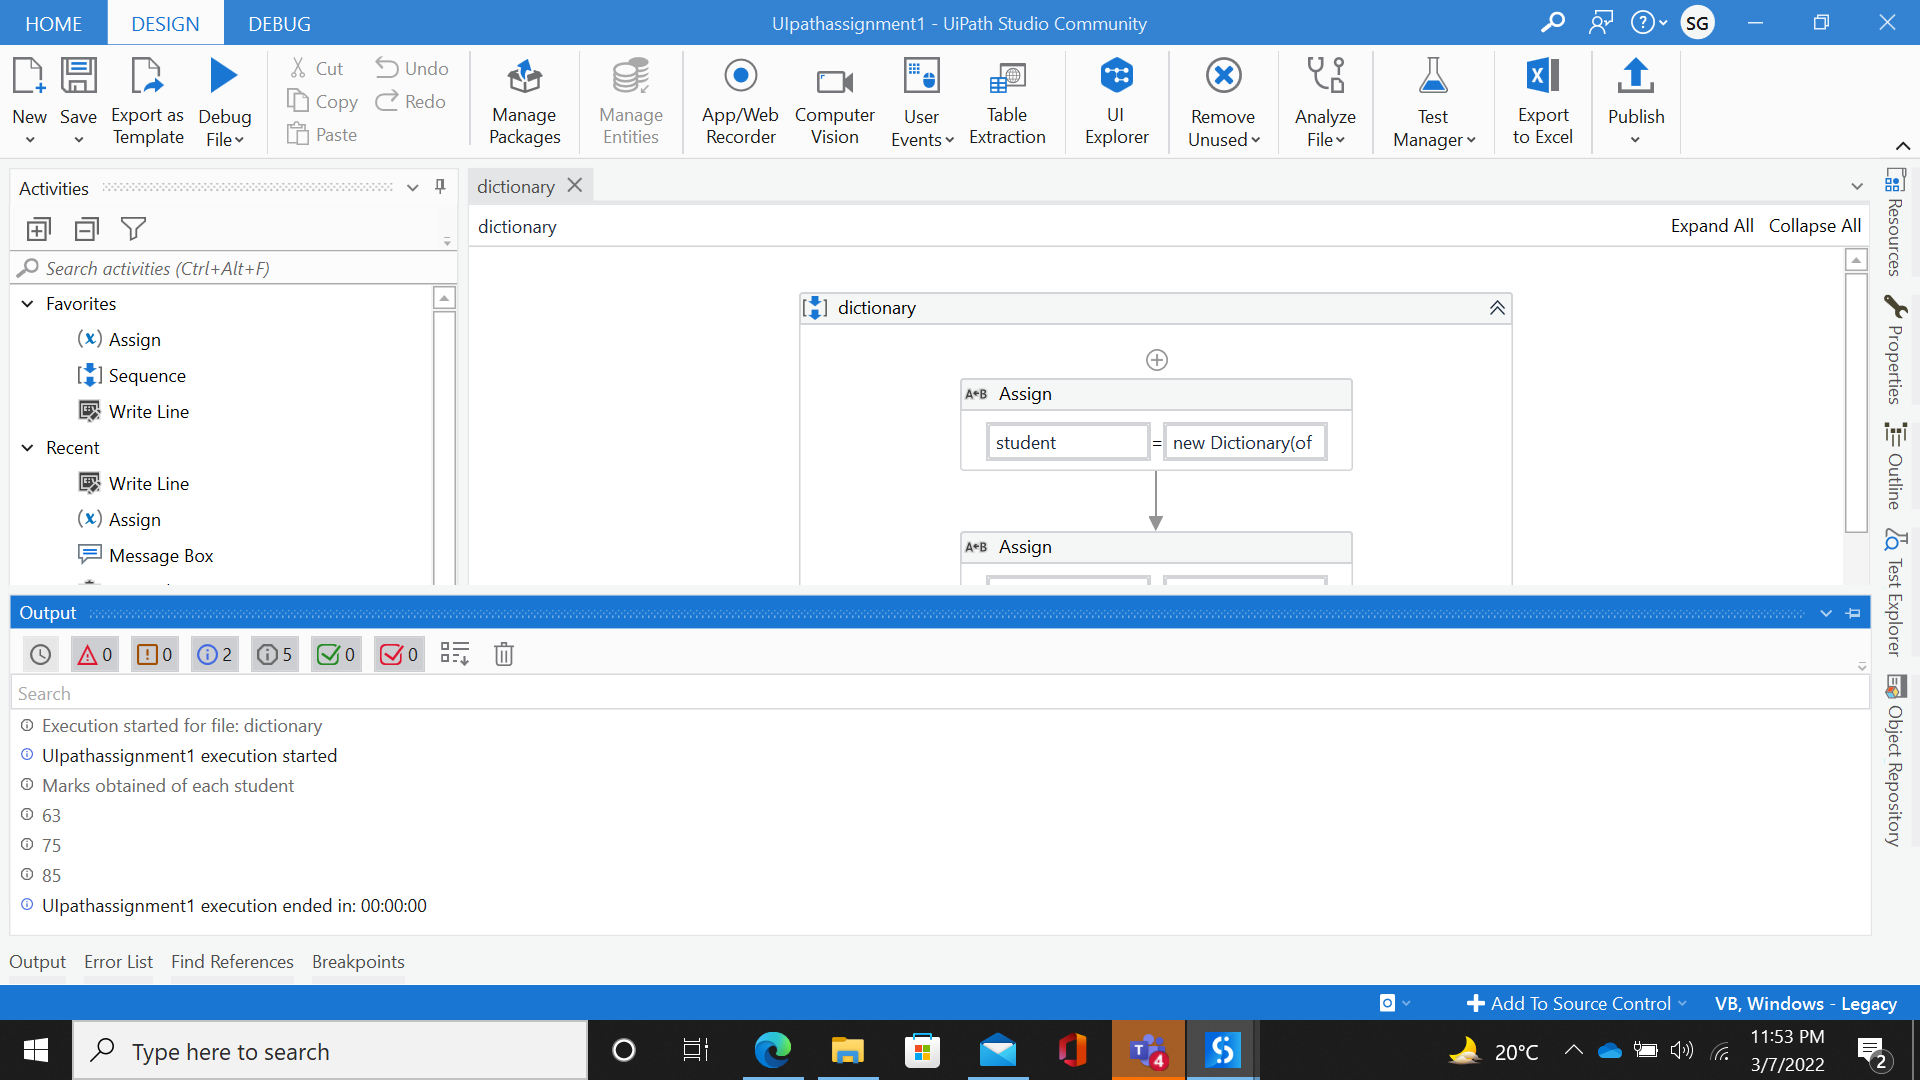 HOME DESIGN DEBUG UIpathassignment1 - UiPath Studio Community SG
New Save Export as Template Debug File
Cut Copy Paste Undo Redo
Manage Packages Manage Entities App/Web Recorder Computer Vision User Events Table Extraction UI Explorer Remove Unused Analyze File Test Manager Export to Excel Publish
Activities
Search activities (Ctrl+Alt+F)
Favorites
Assign
Sequence
Write Line
Recent
Write Line
Assign
Message Box
dictionary
dictionary Expand All Collapse All
dictionary
A B Assign
student = new Dictionary(of
A B Assign
Resources
Properties
Outline
Test Explorer
Object Repository
Output
0 0 2 5 0 0
Search
Execution started for file: dictionary
UIpathassignment1 execution started
Marks obtained of each student
63
75
85
UIpathassignment1 execution ended in: 00:00:00
Output Error List Find References Breakpoints
Add To Source Control VB, Windows - Legacy
Type here to search T 4 20°C 11:53 PM
3/7/2022 2